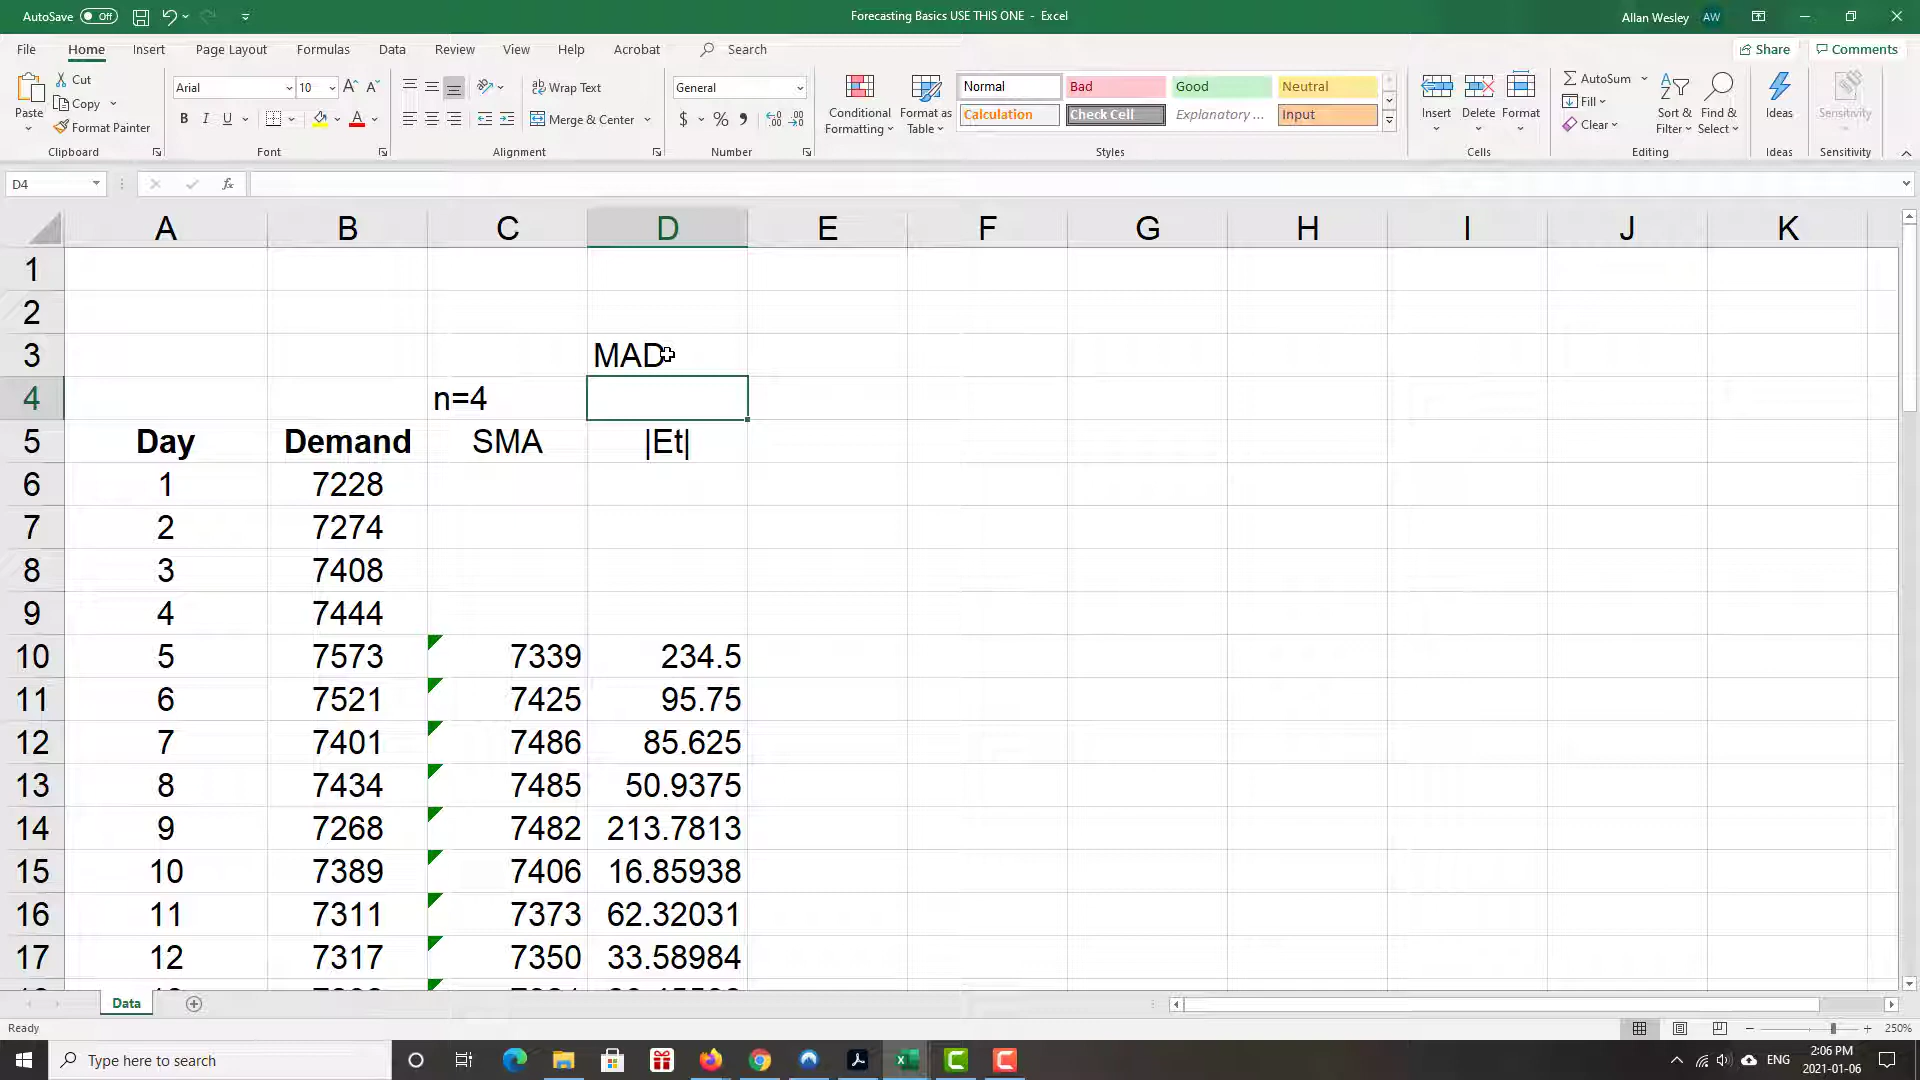 AutoSave Off
Forecasting Basics USE THIS ONE - Excel
Allan Wesley AW
File Home Insert Page Layout Formulas Data Review View Help Acrobat Search
Share Comments
Paste
Cut
Copy
Format Painter
Clipboard
Arial 10
B I U
Font
Wrap Text
Merge & Center
Alignment
General
$ % 9
Number
Conditional Formatting
Format as Table
Normal Bad Good Neutral
Calculation Check Cell Explanatory ... Input
Styles
Insert Delete Format
Cells
AutoSum
Fill
Clear
Sort & Filter
Find & Select
Editing
Ideas
Ideas
Sensitivity
Sensitivity
D4 fx
A B C D E F G H I J K
1
2
3 MAD
4 n=4
5 Day Demand SMA |Et|
6 1 7228
7 2 7274
8 3 7408
9 4 7444
10 5 7573 7339 234.5
11 6 7521 7425 95.75
12 7 7401 7486 85.625
13 8 7434 7485 50.9375
14 9 7268 7482 213.7813
15 10 7389 7406 16.85938
16 11 7311 7373 62.32031
17 12 7317 7350 33.58984
Data
Ready
250%
Type here to search
ENG
2:06 PM
2021-01-06